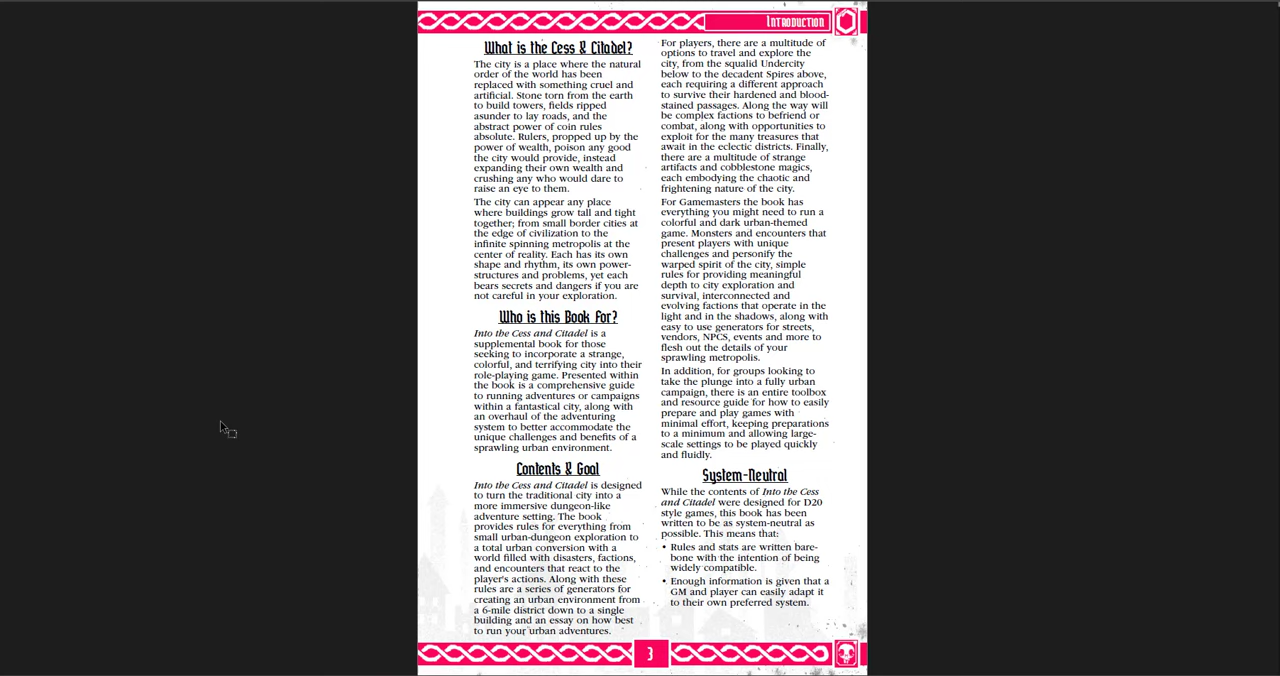 Introduction
What is the Cess & Citadel?
The city is a place where the natural
order of the world has been
replaced with something cruel and
artificial. Stone torn from the earth
to build towers, fields ripped
asunder to lay roads, and the
abstract power of coin rules
absolute. Rulers, propped up by the
power of wealth, poison any good
the city would provide, instead
expanding their own wealth and
crushing any who would dare to
raise an eye to them.
The city can appear any place
where buildings grow tall and tight
together; from small border cities at
the edge of civilization to the
infinite spinning metropolis at the
center of reality. Each has its own
shape and rhythm, its own power-
structures and problems, yet each
bears secrets and dangers if you are
not careful in your exploration.
Who is this Book For?
Into the Cess and Citadel is a
supplemental book for those
seeking to incorporate a strange,
colorful, and terrifying city into their
role-playing game. Presented within
the book is a comprehensive guide
to running adventures or campaigns
within a fantastical city, along with
an overhaul of the adventuring
system to better accommodate the
unique challenges and benefits of a
sprawling urban environment.
Contents & Goal
Into the Cess and Citadel is designed
to turn the traditional city into a
more immersive dungeon-like
adventure setting. The book
provides rules for everything from
small urban-dungeon exploration to
a total urban conversion with a
world filled with disasters, factions,
and encounters that react to the
player's actions. Along with these
rules are a series of generators for
creating an urban environment from
a 6-mile district down to a single
building and an essay on how best
to run your urban adventures.
For players, there are a multitude of
options to travel and explore the
city, from the squalid Undercity
below to the decadent Spires above,
each requiring a different approach
to survive their hardened and blood-
stained passages. Along the way will
be complex factions to befriend or
combat, along with opportunities to
exploit for the many treasures that
await in the eclectic districts. Finally,
there are a multitude of strange
artifacts and cobblestone magics,
each embodying the chaotic and
frightening nature of the city.
For Gamemasters the book has
everything you might need to run a
colorful and dark urban-themed
game. Monsters and encounters that
present players with unique
challenges and personify the
warped spirit of the city, simple
rules for providing meaningful
depth to city exploration and
survival, interconnected and
evolving factions that operate in the
light and in the shadows, along with
easy to use generators for streets,
vendors, NPCS, events and more to
flesh out the details of your
sprawling metropolis.
In addition, for groups looking to
take the plunge into a fully urban
campaign, there is an entire toolbox
and resource guide for how to easily
prepare and play games with
minimal effort, keeping preparations
to a minimum and allowing large-
scale settings to be played quickly
and fluidly.
System-Neutral
While the contents of Into the Cess
and Citadel were designed for D20
style games, this book has been
written to be as system-neutral as
possible. This means that:
• Rules and stats are written bare-
bone with the intention of being
widely compatible.
• Enough information is given that a
GM and player can easily adapt it
to their own preferred system.
3